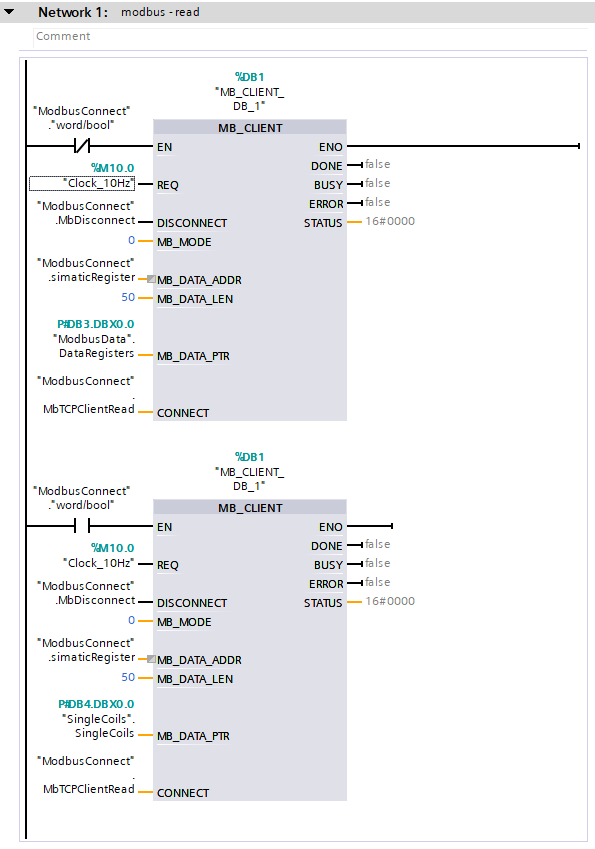 Network 1: modbus - read
Comment
%DB1
"MB_CLIENT_
DB_1"
"ModbusConnect"
."word/bool"
MB_CLIENT
EN
ENO
%M10.0
DONE
false
"Clock_10Hz"
REQ
BUSY
false
ERROR
false
"ModbusConnect"
.MbDisconnect
DISCONNECT
STATUS
16#0000
0
MB_MODE
"ModbusConnect"
.simaticRegister
MB_DATA_ADDR
50
MB_DATA_LEN
P#DB3.DBX0.0
"ModbusData".
DataRegisters
MB_DATA_PTR
"ModbusConnect"
.
MbTCPClientRead
CONNECT
%DB1
"MB_CLIENT_
DB_1"
"ModbusConnect"
."word/bool"
MB_CLIENT
EN
ENO
%M10.0
DONE
false
"Clock_10Hz"
REQ
BUSY
false
ERROR
false
"ModbusConnect"
.MbDisconnect
DISCONNECT
STATUS
16#0000
0
MB_MODE
"ModbusConnect"
.simaticRegister
MB_DATA_ADDR
50
MB_DATA_LEN
P#DB4.DBX0.0
"SingleCoils".
SingleCoils
MB_DATA_PTR
"ModbusConnect"
.
MbTCPClientRead
CONNECT